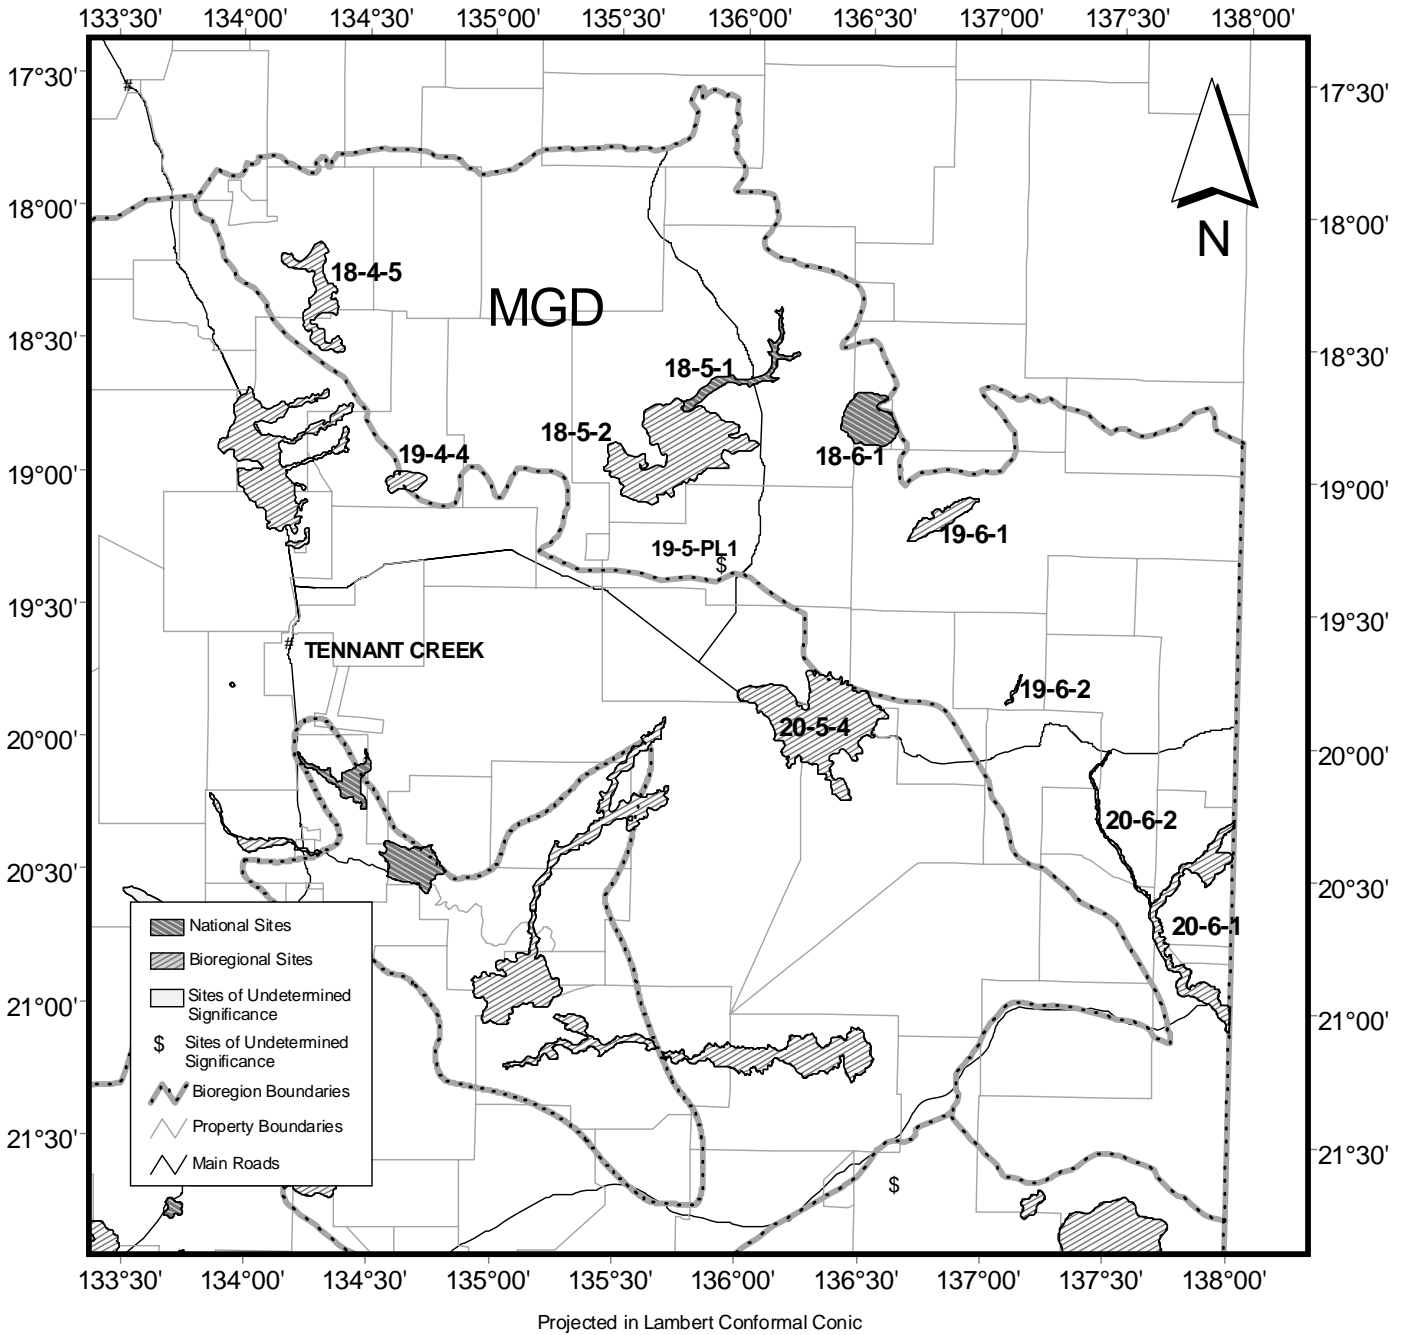 133°30' 134°00' 134°30' 135°00' 135°30' 136°00' 136°30' 137°00' 137°30' 138°00'
17°30' 17°30'
#
18°00' 18°00'
N
18-4-5
MGD
18°30' 18°30'
18-5-1
18-5-2
19-4-4 18-6-1
19°00' 19°00'
19-6-1
19-5-PL1
$
19°30' 19°30'
# TENNANT CREEK
19-6-2
20-5-4
20°00' 20°00'
20-6-2
20°30' 20°30'
National Sites
20-6-1
Bioregional Sites
Sites of Undetermined
Significance
21°00' 21°00'
$ Sites of Undetermined
Significance
Bioregion Boundaries
Property Boundaries
21°30' 21°30'
Main Roads
$
133°30' 134°00' 134°30' 135°00' 135°30' 136°00' 136°30' 137°00' 137°30' 138°00'
Projected in Lambert Conformal Conic